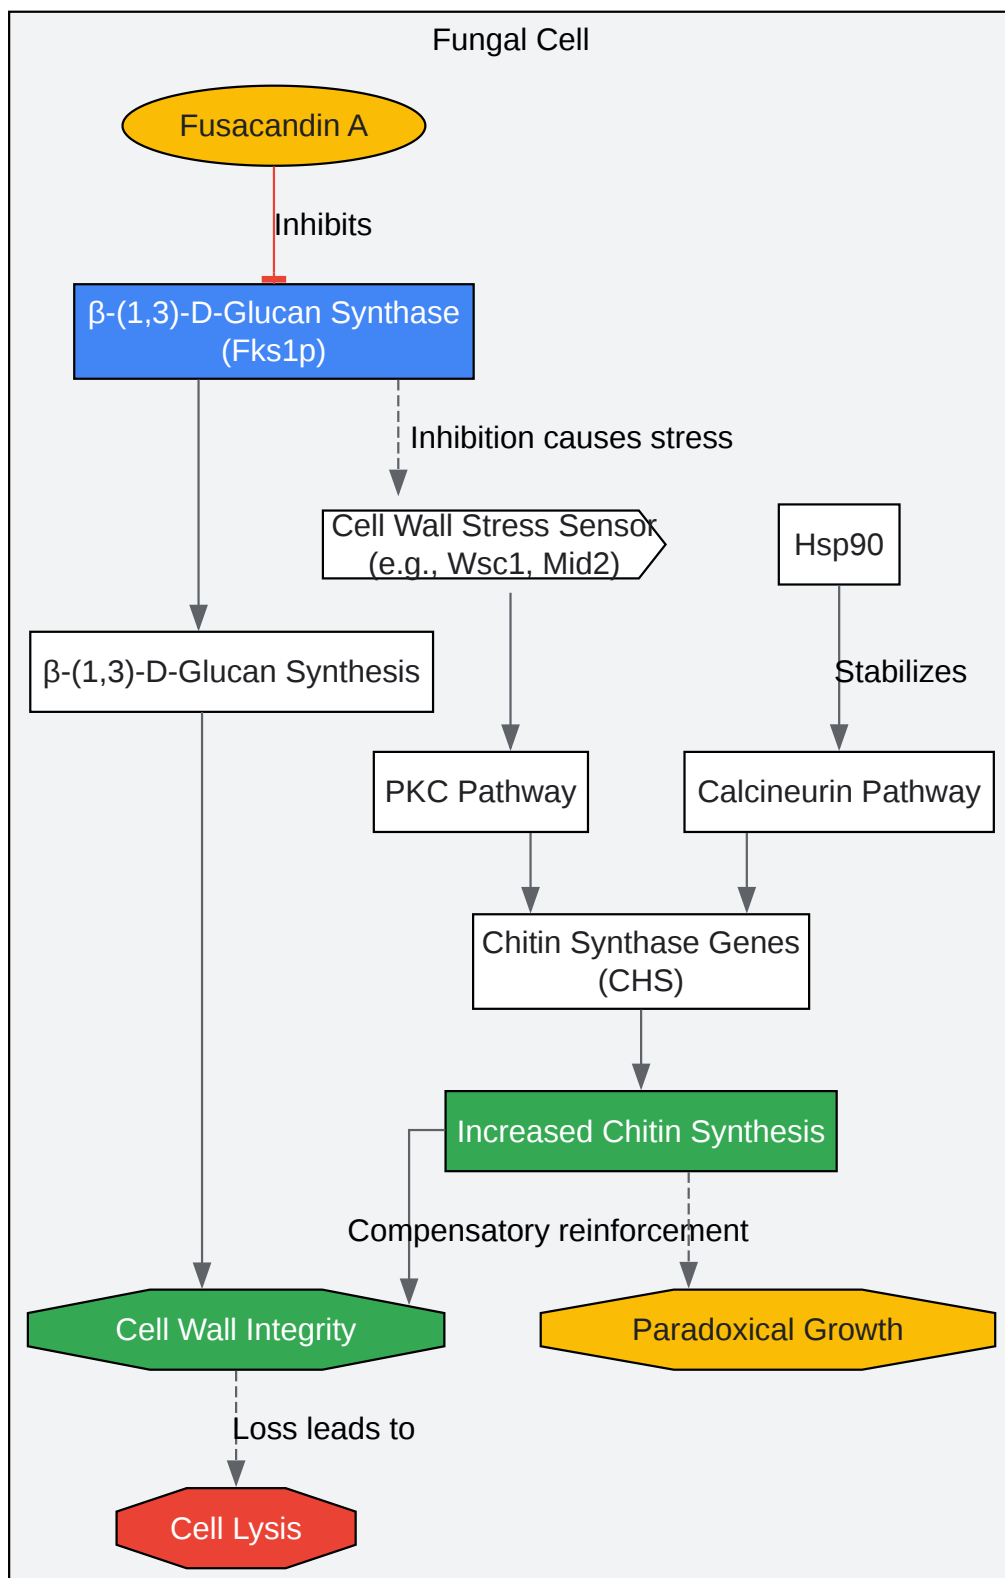 Fungal Cell
Fusacandin A
Inhibits
β-(1,3)-D-Glucan Synthase
(Fks1p)
Inhibition causes stress
Cell Wall Stress Sensor
(e.g., Wsc1, Mid2)
Hsp90
β-(1,3)-D-Glucan Synthesis
Stabilizes
PKC Pathway
Calcineurin Pathway
Chitin Synthase Genes
(CHS)
Increased Chitin Synthesis
Compensatory reinforcement
Cell Wall Integrity
Paradoxical Growth
Loss leads to
Cell Lysis